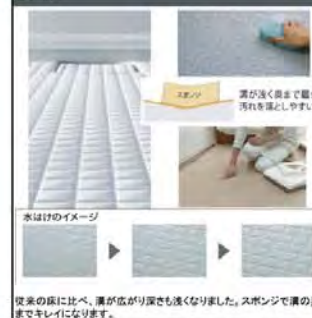 スポンジ
溝が浅く奥まで届
汚れを落としやすい
水はけのイメージ
従来の床に比べ、溝が広がり深さも浅くなりました。スポンジで溝の
までキレイになります。